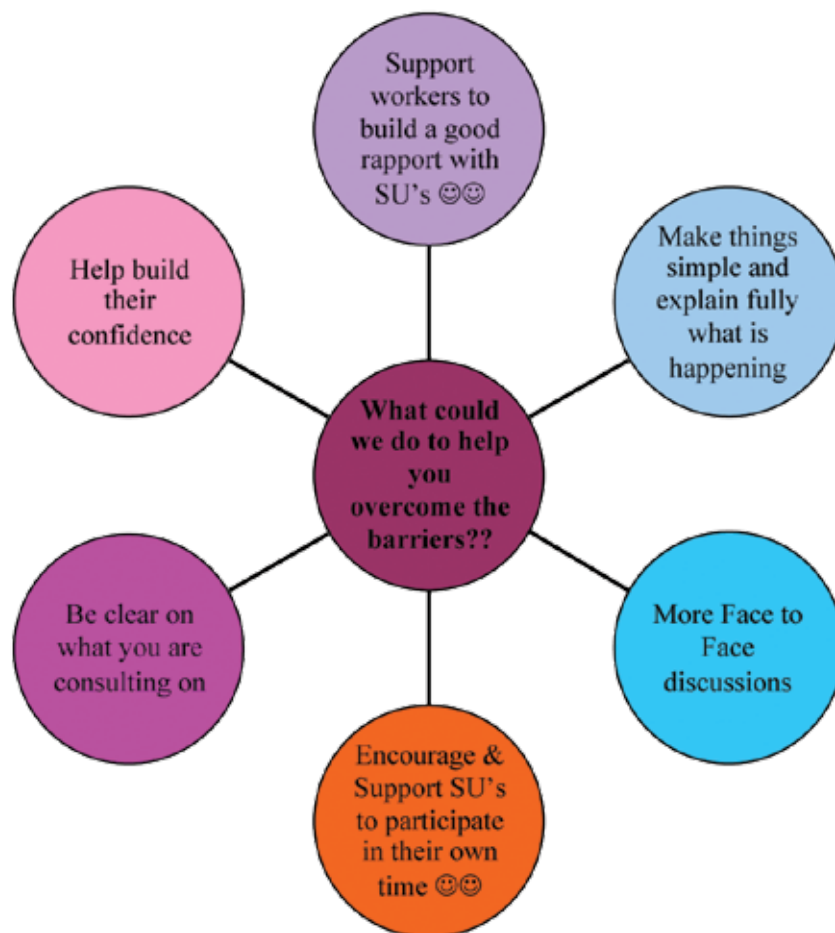 Support
workers to
build a good
rapport with
SU's ☺☺
Help build
their
confidence
Make things
simple and
explain fully
what is
happening
What could
we do to help
you
overcome the
barriers??
Be clear on
what you are
consulting on
More Face to
Face
discussions
Encourage &
Support SU's
to participate
in their own
time ☺☺